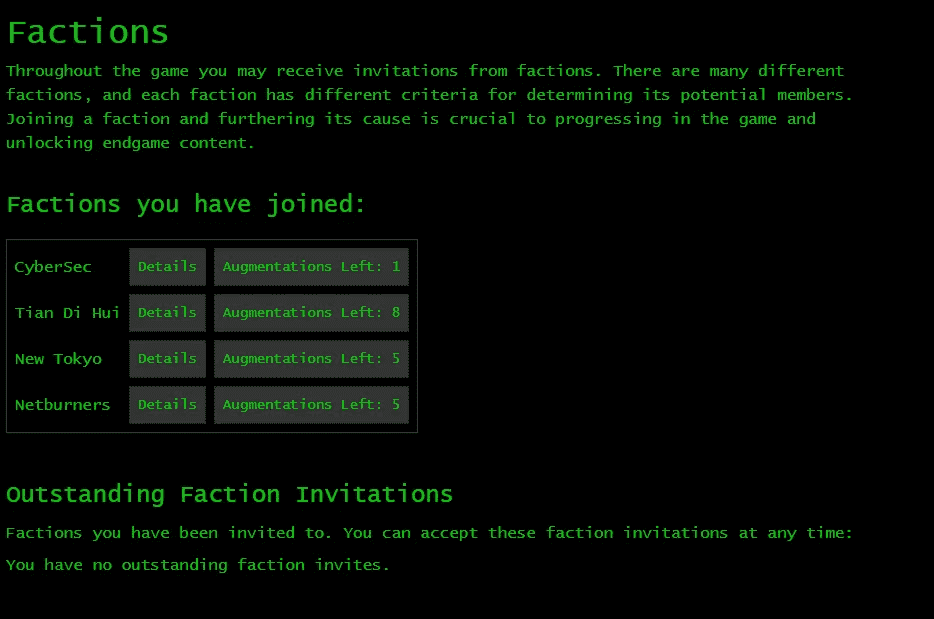 Factions
Throughout the game you may receive invitations from factions. There are many different
factions, and each faction has different criteria for determining its potential members.
Joining a faction and furthering its cause is crucial to progressing in the game and
unlocking endgame content.
Factions you have joined:
CyberSec Details Augmentations Left: 1
Tian Di Hui Details Augmentations Left: 8
New Tokyo Details Augmentations Left: 5
Netburners Details Augmentations Left: 5
Outstanding Faction Invitations
Factions you have been invited to. You can accept these faction invitations at any time:
You have no outstanding faction invites.